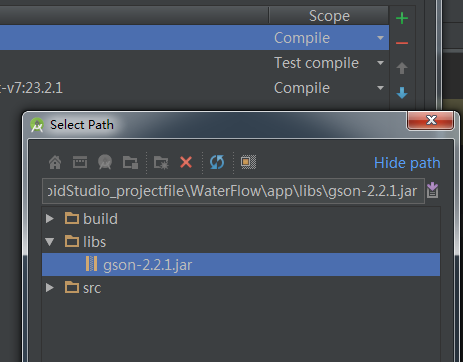 Scope
Compile
Test compile
t-v7:23.2.1
Compile
Select Path
Hide path
oidStudio_projectfile\WaterFlow\app\libs\gson-2.2.1.jar
build
libs
gson-2.2.1.jar
src